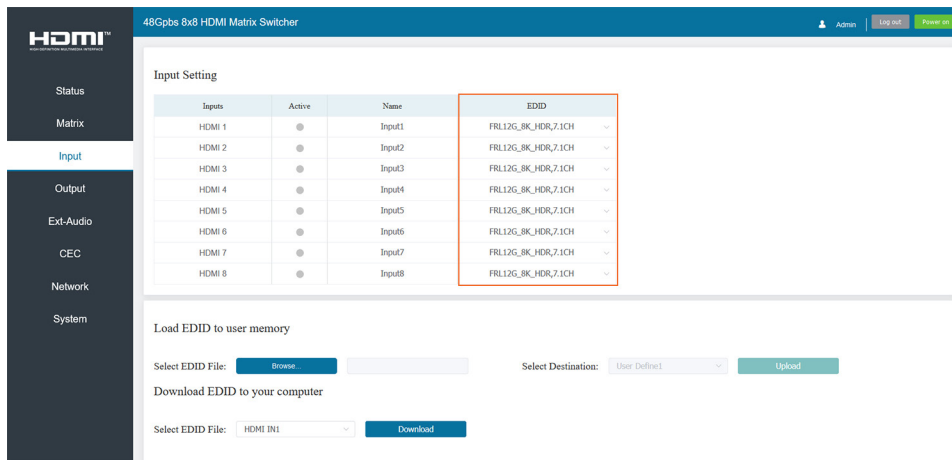 HDMI™
HIGH-DEFINITION MULTIMEDIA INTERFACE
48Gpbs 8x8 HDMI Matrix Switcher
Admin
Log out
Power on
Status
Matrix
Input
Output
Ext-Audio
CEC
Network
System
Input Setting
Inputs Active Name EDID
HDMI 1 Input1 FRL12G_8K_HDR,7.1CH
HDMI 2 Input2 FRL12G_8K_HDR,7.1CH
HDMI 3 Input3 FRL12G_8K_HDR,7.1CH
HDMI 4 Input4 FRL12G_8K_HDR,7.1CH
HDMI 5 Input5 FRL12G_8K_HDR,7.1CH
HDMI 6 Input6 FRL12G_8K_HDR,7.1CH
HDMI 7 Input7 FRL12G_8K_HDR,7.1CH
HDMI 8 Input8 FRL12G_8K_HDR,7.1CH
Load EDID to user memory
Select EDID File: Browse... Select Destination: User Define1 Upload
Download EDID to your computer
Select EDID File: HDMI IN1 Download